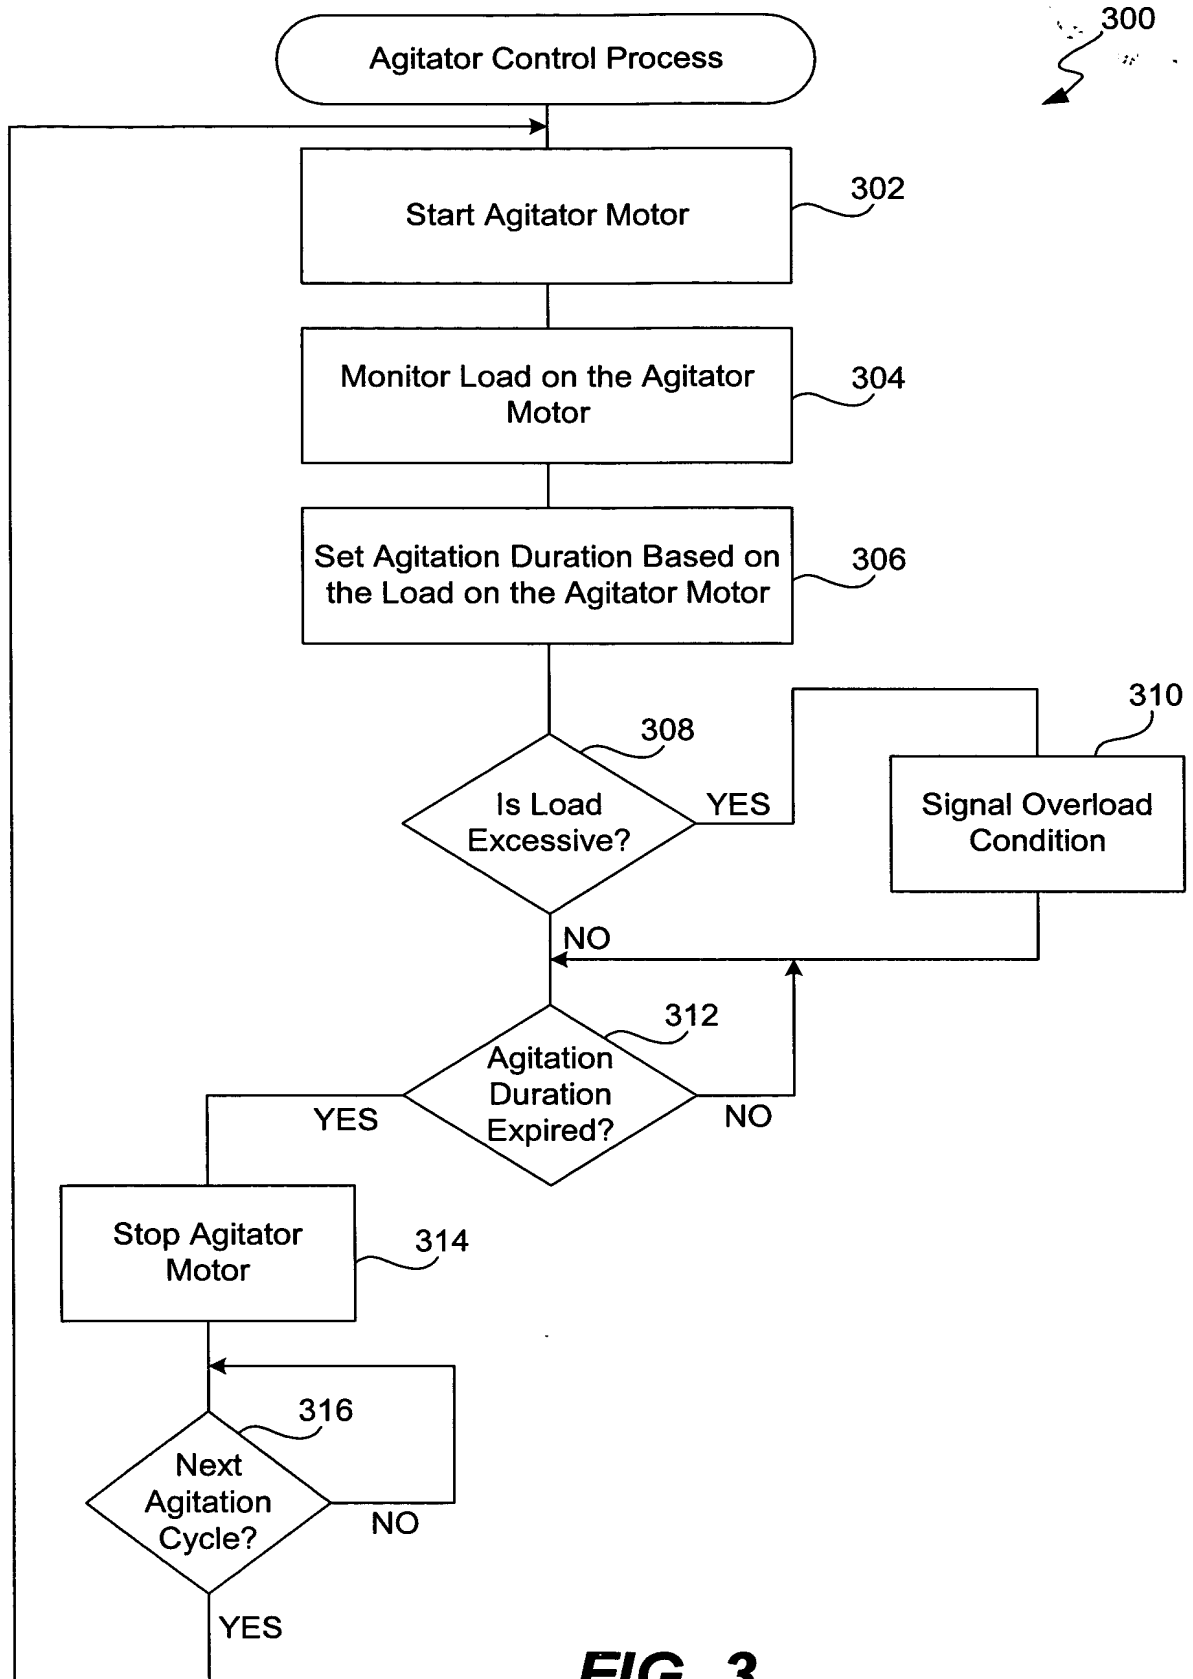 300
Agitator Control Process
302
Start Agitator Motor
304
Monitor Load on the Agitator
Motor
306
Set Agitation Duration Based on
the Load on the Agitator Motor
308
310
Is Load
Excessive?
YES
Signal Overload
Condition
NO
312
Agitation
Duration
Expired?
YES
NO
314
Stop Agitator
Motor
316
Next
Agitation
Cycle?
NO
YES
FIG. 3